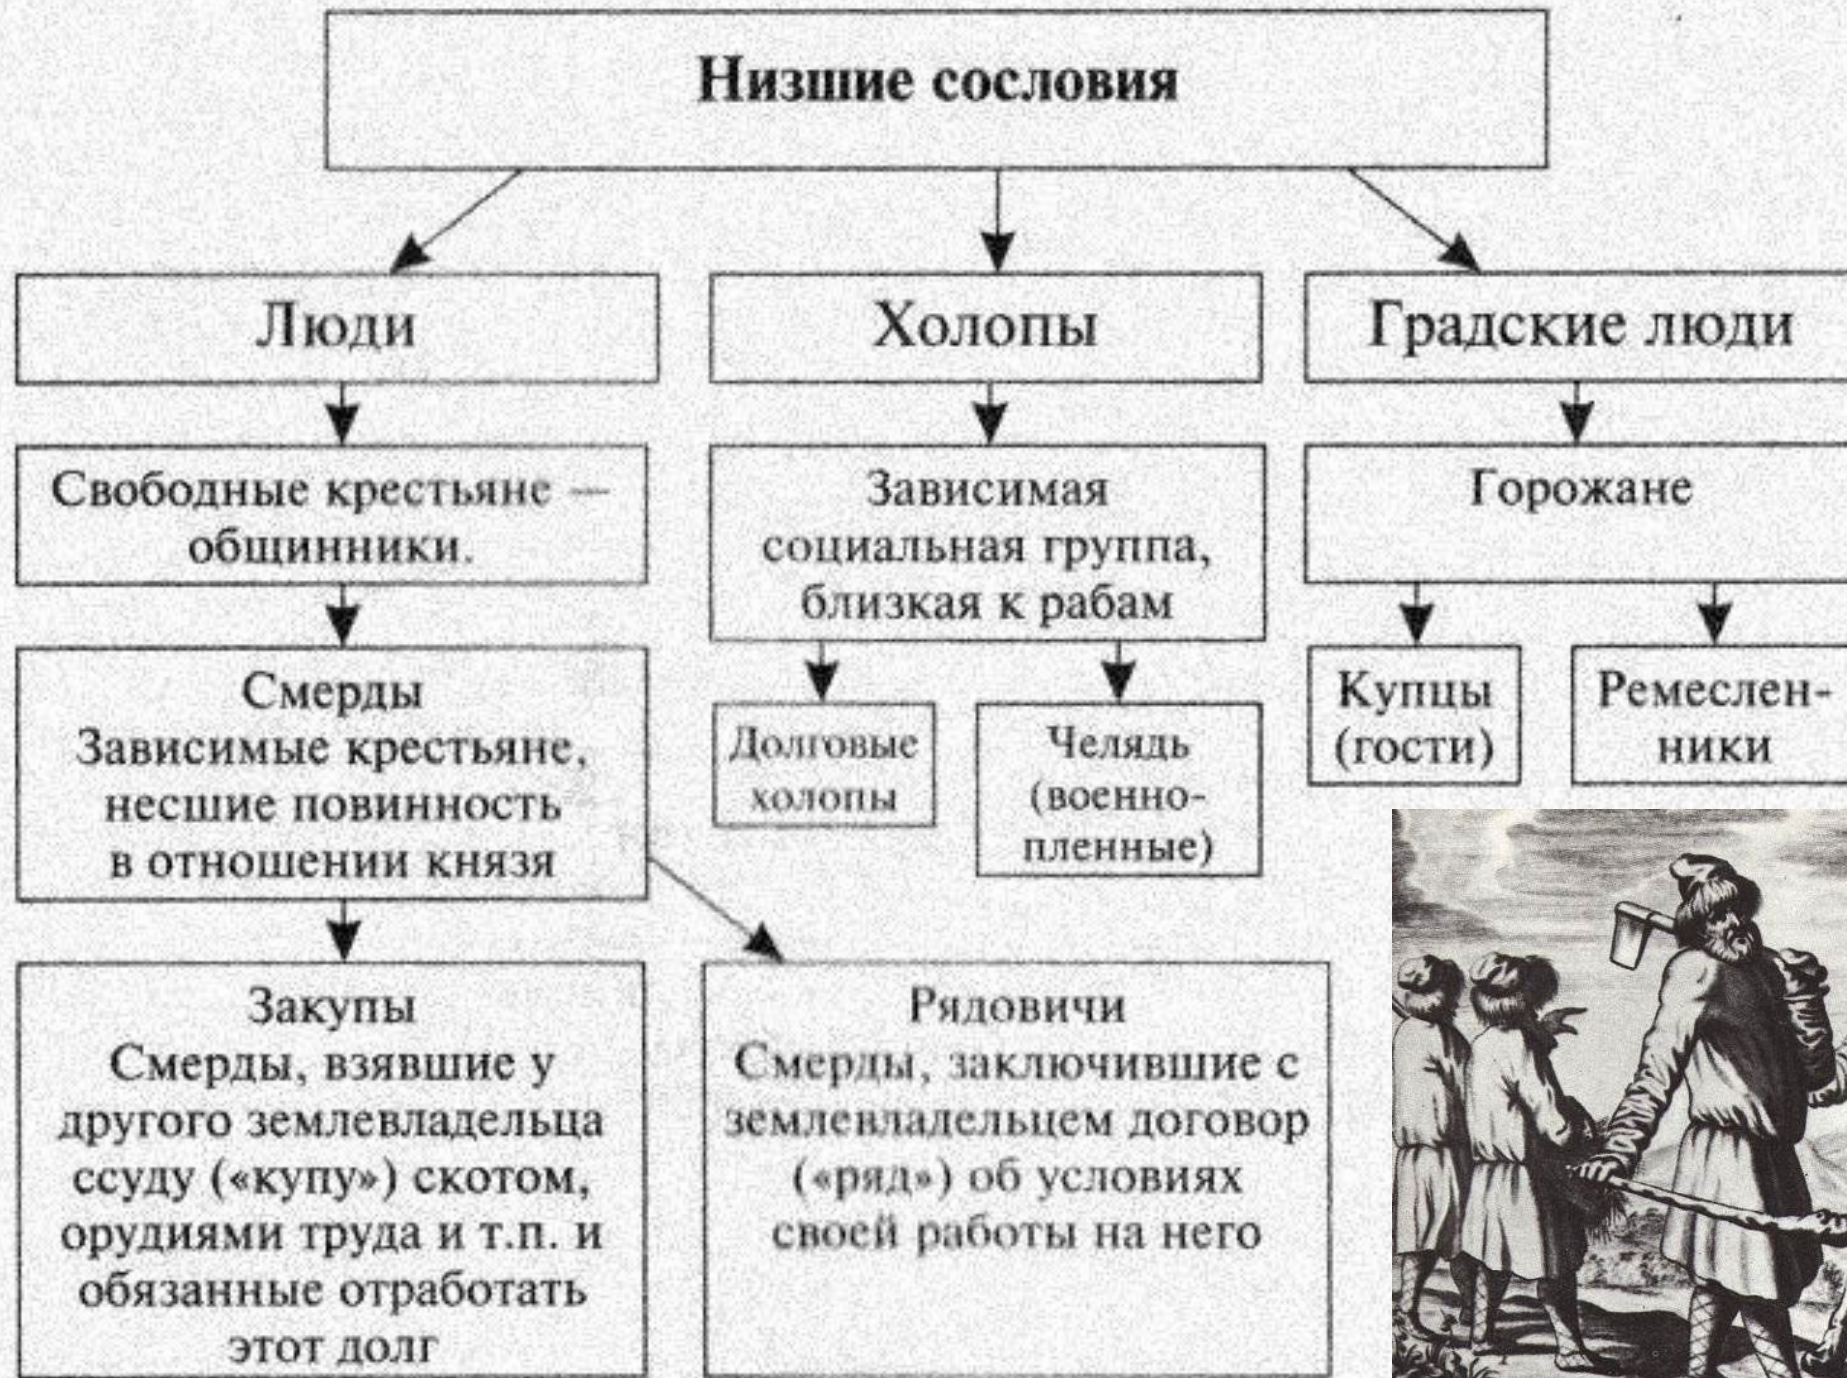 Низшие сословия
Люди
Холопы
Градские люди
Свободные крестьяне —
общинники.
Зависимая
социальная группа,
близкая к рабам
Горожане
Смерды
Зависимые крестьяне,
несшие повинность
в отношении князя
Долговые
холопы
Челядь
(военно-
пленные)
Купцы
(гости)
Ремеслен-
ники
Закупы
Смерды, взявшие у
другого землевладельца
ссуду («купу») скотом,
орудиями труда и т.п. и
обязанные отработать
этот долг
Рядовичи
Смерды, заключившие с
землевладельцем договор
(«ряд») об условиях
своей работы на него